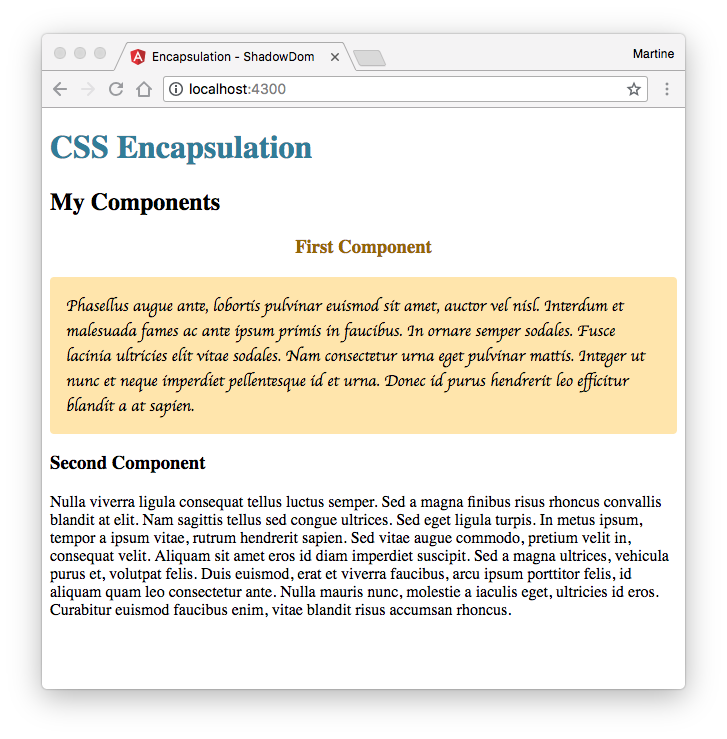 Encapsulation - ShadowDom
Martine
localhost:4300
CSS Encapsulation
My Components
First Component
Phasellus augue ante, lobortis pulvinar euismod sit amet, auctor vel nisl. Interdum et
malesuada fames ac ante ipsum primis in faucibus. In ornare semper sodales. Fusce
lacinia ultricies elit vitae sodales. Nam consectetur urna eget pulvinar mattis. Integer ut
nunc et neque imperdiet pellentesque id et urna. Donec id purus hendrerit leo efficitur
blandit a at sapien.
Second Component
Nulla viverra ligula consequat tellus luctus semper. Sed a magna finibus risus rhoncus convallis
blandit at elit. Nam sagittis tellus sed congue ultrices. Sed eget ligula turpis. In metus ipsum,
tempor a ipsum vitae, rutrum hendrerit sapien. Sed vitae augue commodo, pretium velit in,
consequat velit. Aliquam sit amet eros id diam imperdiet suscipit. Sed a magna ultrices, vehicula
purus et, volutpat felis. Duis euismod, erat et viverra faucibus, arcu ipsum porttitor felis, id
aliquam quam leo consectetur ante. Nulla mauris nunc, molestie a iaculis eget, ultricies id eros.
Curabitur euismod faucibus enim, vitae blandit risus accumsan rhoncus.